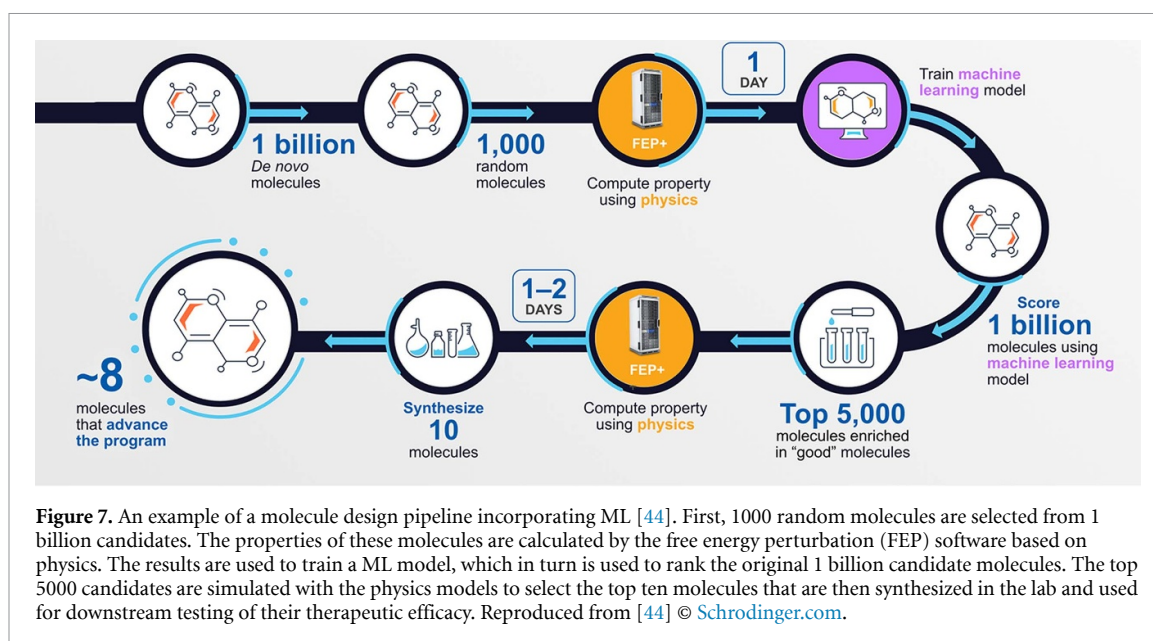 1 billion
De novo
molecules
1,000
random
molecules
FEP+
Compute property
using physics
1
DAY
Train machine
learning model
Score
1 billion
molecules using
machine learning
model
Top 5,000
molecules enriched
in “good” molecules
FEP+
Compute property
using physics
1–2
DAYS
Synthesize
10
molecules
~8
molecules
that advance
the program
Figure 7. An example of a molecule design pipeline incorporating ML [44]. First, 1000 random molecules are selected from 1
billion candidates. The properties of these molecules are calculated by the free energy perturbation (FEP) software based on
physics. The results are used to train a ML model, which in turn is used to rank the original 1 billion candidate molecules. The top
5000 candidates are simulated with the physics models to select the top ten molecules that are then synthesized in the lab and used
for downstream testing of their therapeutic efficacy. Reproduced from [44] © Schrodinger.com.